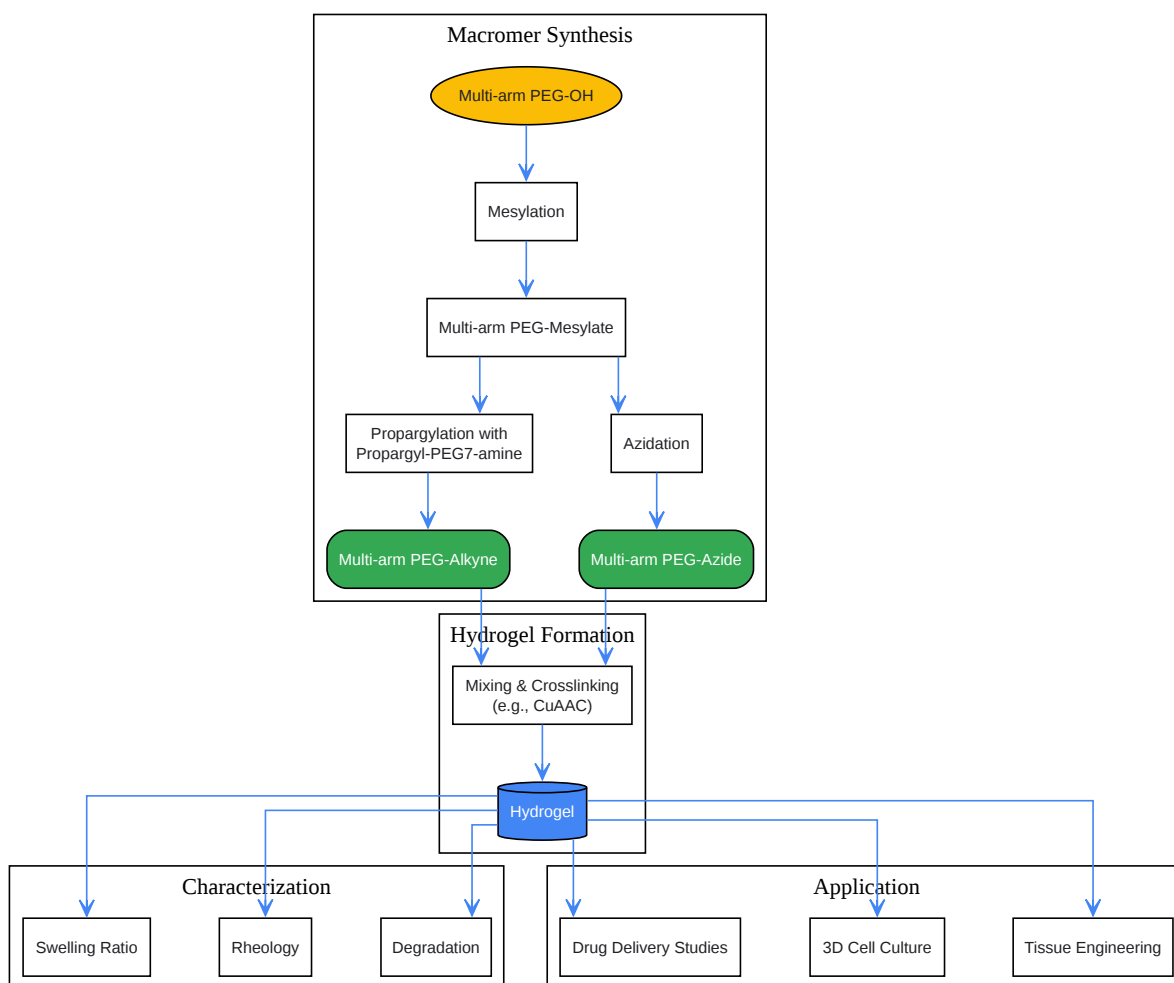 Macromer Synthesis
Multi-arm PEG-OH
Mesylation
Multi-arm PEG-Mesylate
Propargylation with
Propargyl-PEG7-amine
Azidation
Multi-arm PEG-Alkyne
Multi-arm PEG-Azide
Hydrogel Formation
Mixing & Crosslinking
(e.g., CuAAC)
Hydrogel
Characterization
Swelling Ratio
Rheology
Degradation
Application
Drug Delivery Studies
3D Cell Culture
Tissue Engineering